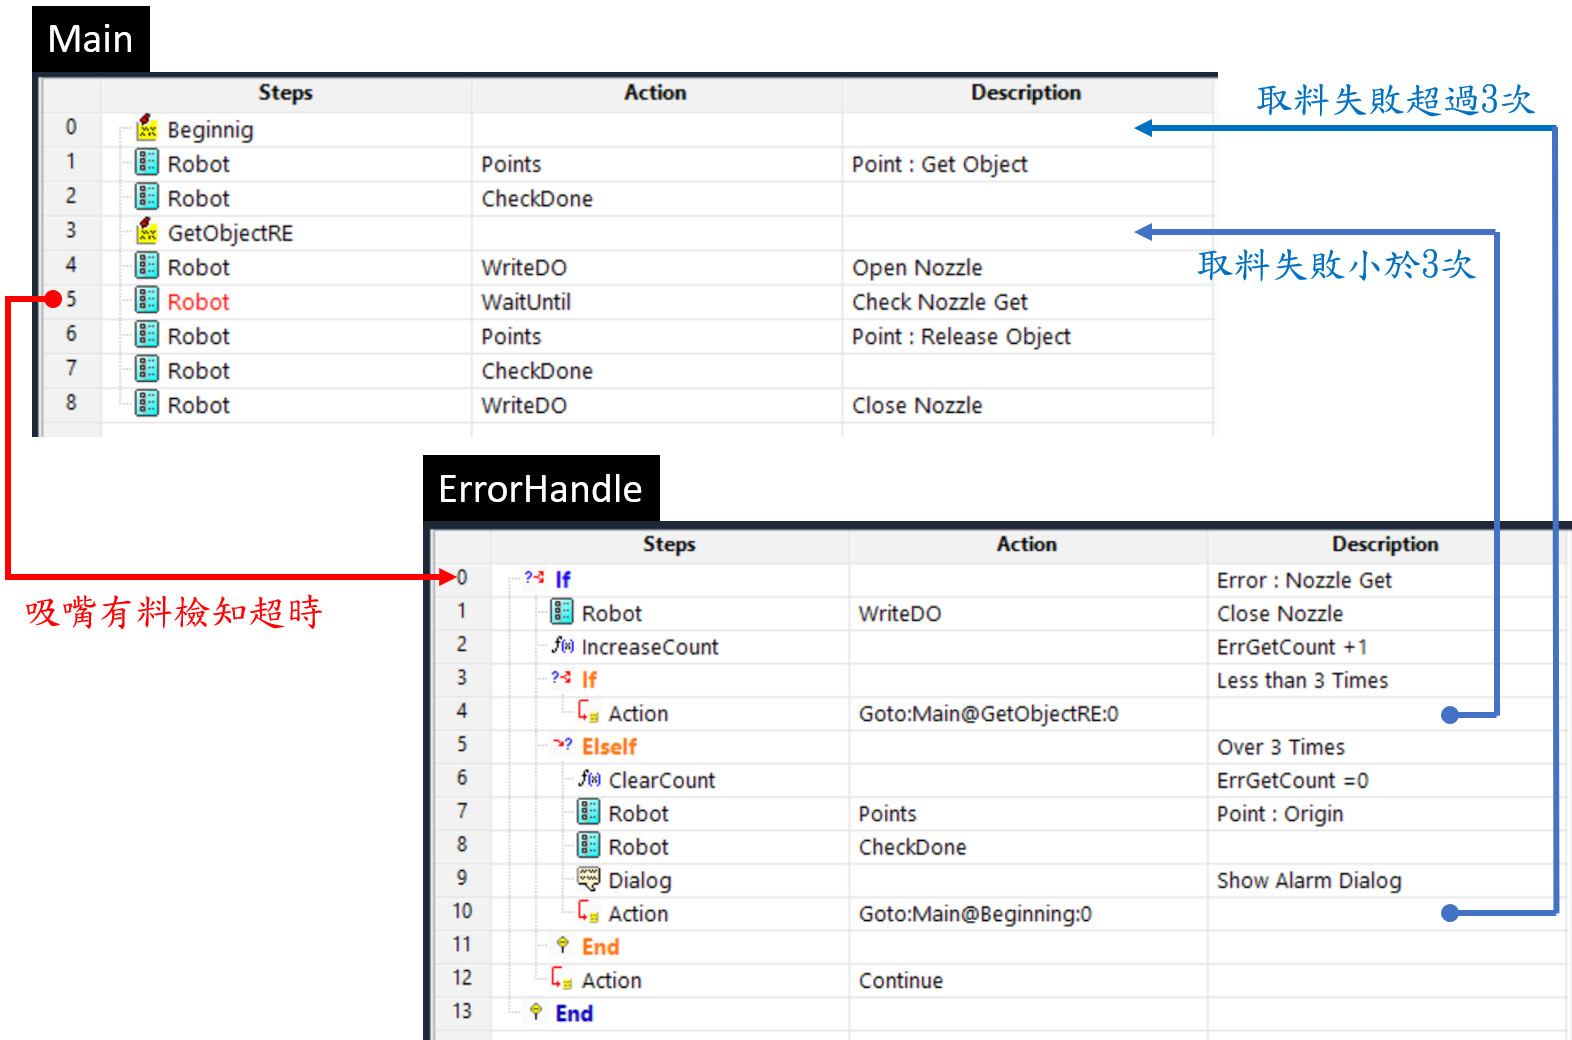 Main
Steps Action Description
取料失敗超過3次
0 Beginnig
1 Robot Points Point : Get Object
2 Robot CheckDone
3 GetObjectRE
取料失敗小於3次
4 Robot WriteDO Open Nozzle
5 Robot WaitUntil Check Nozzle Get
6 Robot Points Point : Release Object
7 Robot CheckDone
8 Robot WriteDO Close Nozzle
ErrorHandle
Steps Action Description
0 If Error : Nozzle Get
吸嘴有料檢知超時
1 Robot WriteDO Close Nozzle
2 IncreaseCount ErrGetCount +1
3 If Less than 3 Times
4 Action Goto:Main@GetObjectRE:0
5 ElseIf Over 3 Times
6 ClearCount ErrGetCount =0
7 Robot Points Point : Origin
8 Robot CheckDone
9 Dialog Show Alarm Dialog
10 Action Goto:Main@Beginning:0
11 End
12 Action Continue
13 End